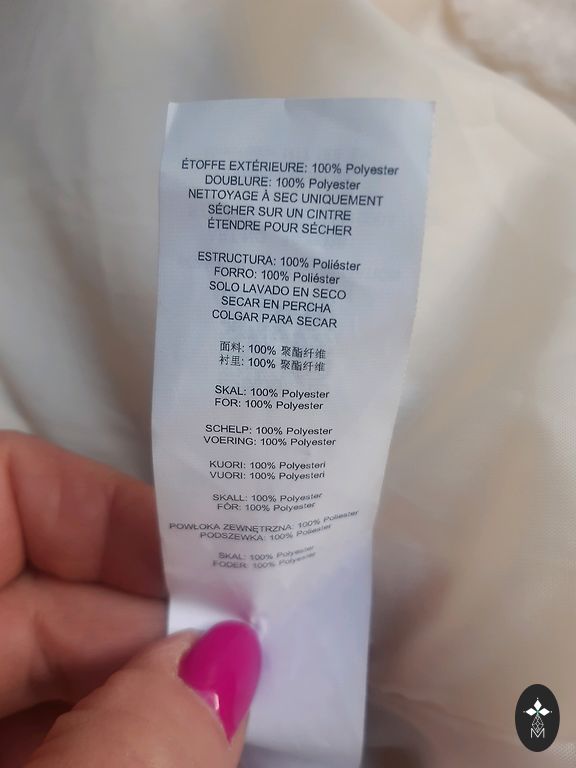 ÉTOFFE EXTÉRIEURE: 100% Polyester
DOUBLURE: 100% Polyester
NETTOYAGE À SEC UNIQUEMENT
SÉCHER SUR UN CINTRE
ÉTENDRE POUR SÉCHER
ESTRUCTURA: 100% Poliéster
FORRO: 100% Poliéster
SOLO LAVADO EN SECO
SECAR EN PERCHA
COLGAR PARA SECAR
面料: 100% 聚酯纤维
衬里: 100% 聚酯纤维
SKAL: 100% Polyester
FOR: 100% Polyester
SCHELP: 100% Polyester
VOERING: 100% Polyester
KUORI: 100% Polyesteri
VUORI: 100% Polyesteri
SKALL: 100% Polyester
FÔR: 100% Polyester
POWŁOKA ZEWNĘTRZNA: 100% Poliester
PODSZEWKA: 100% Poliester
SKAL: 100% Polyester
FODER: 100% Polyester
M